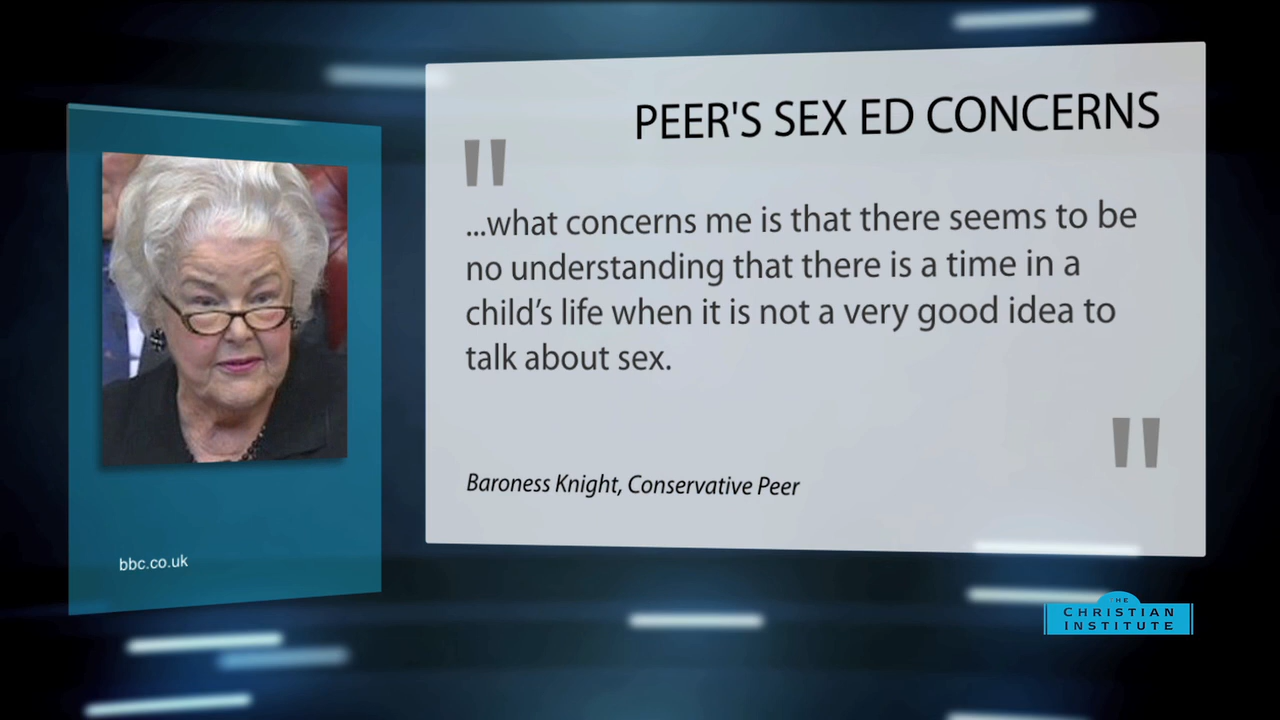 PEER'S SEX ED CONCERNS
"
...what concerns me is that there seems to be
no understanding that there is a time in a
child's life when it is not a very good idea to
talk about sex.
"
Baroness Knight, Conservative Peer
bbc.co.uk
THE
CHRISTIAN
INSTITUTE